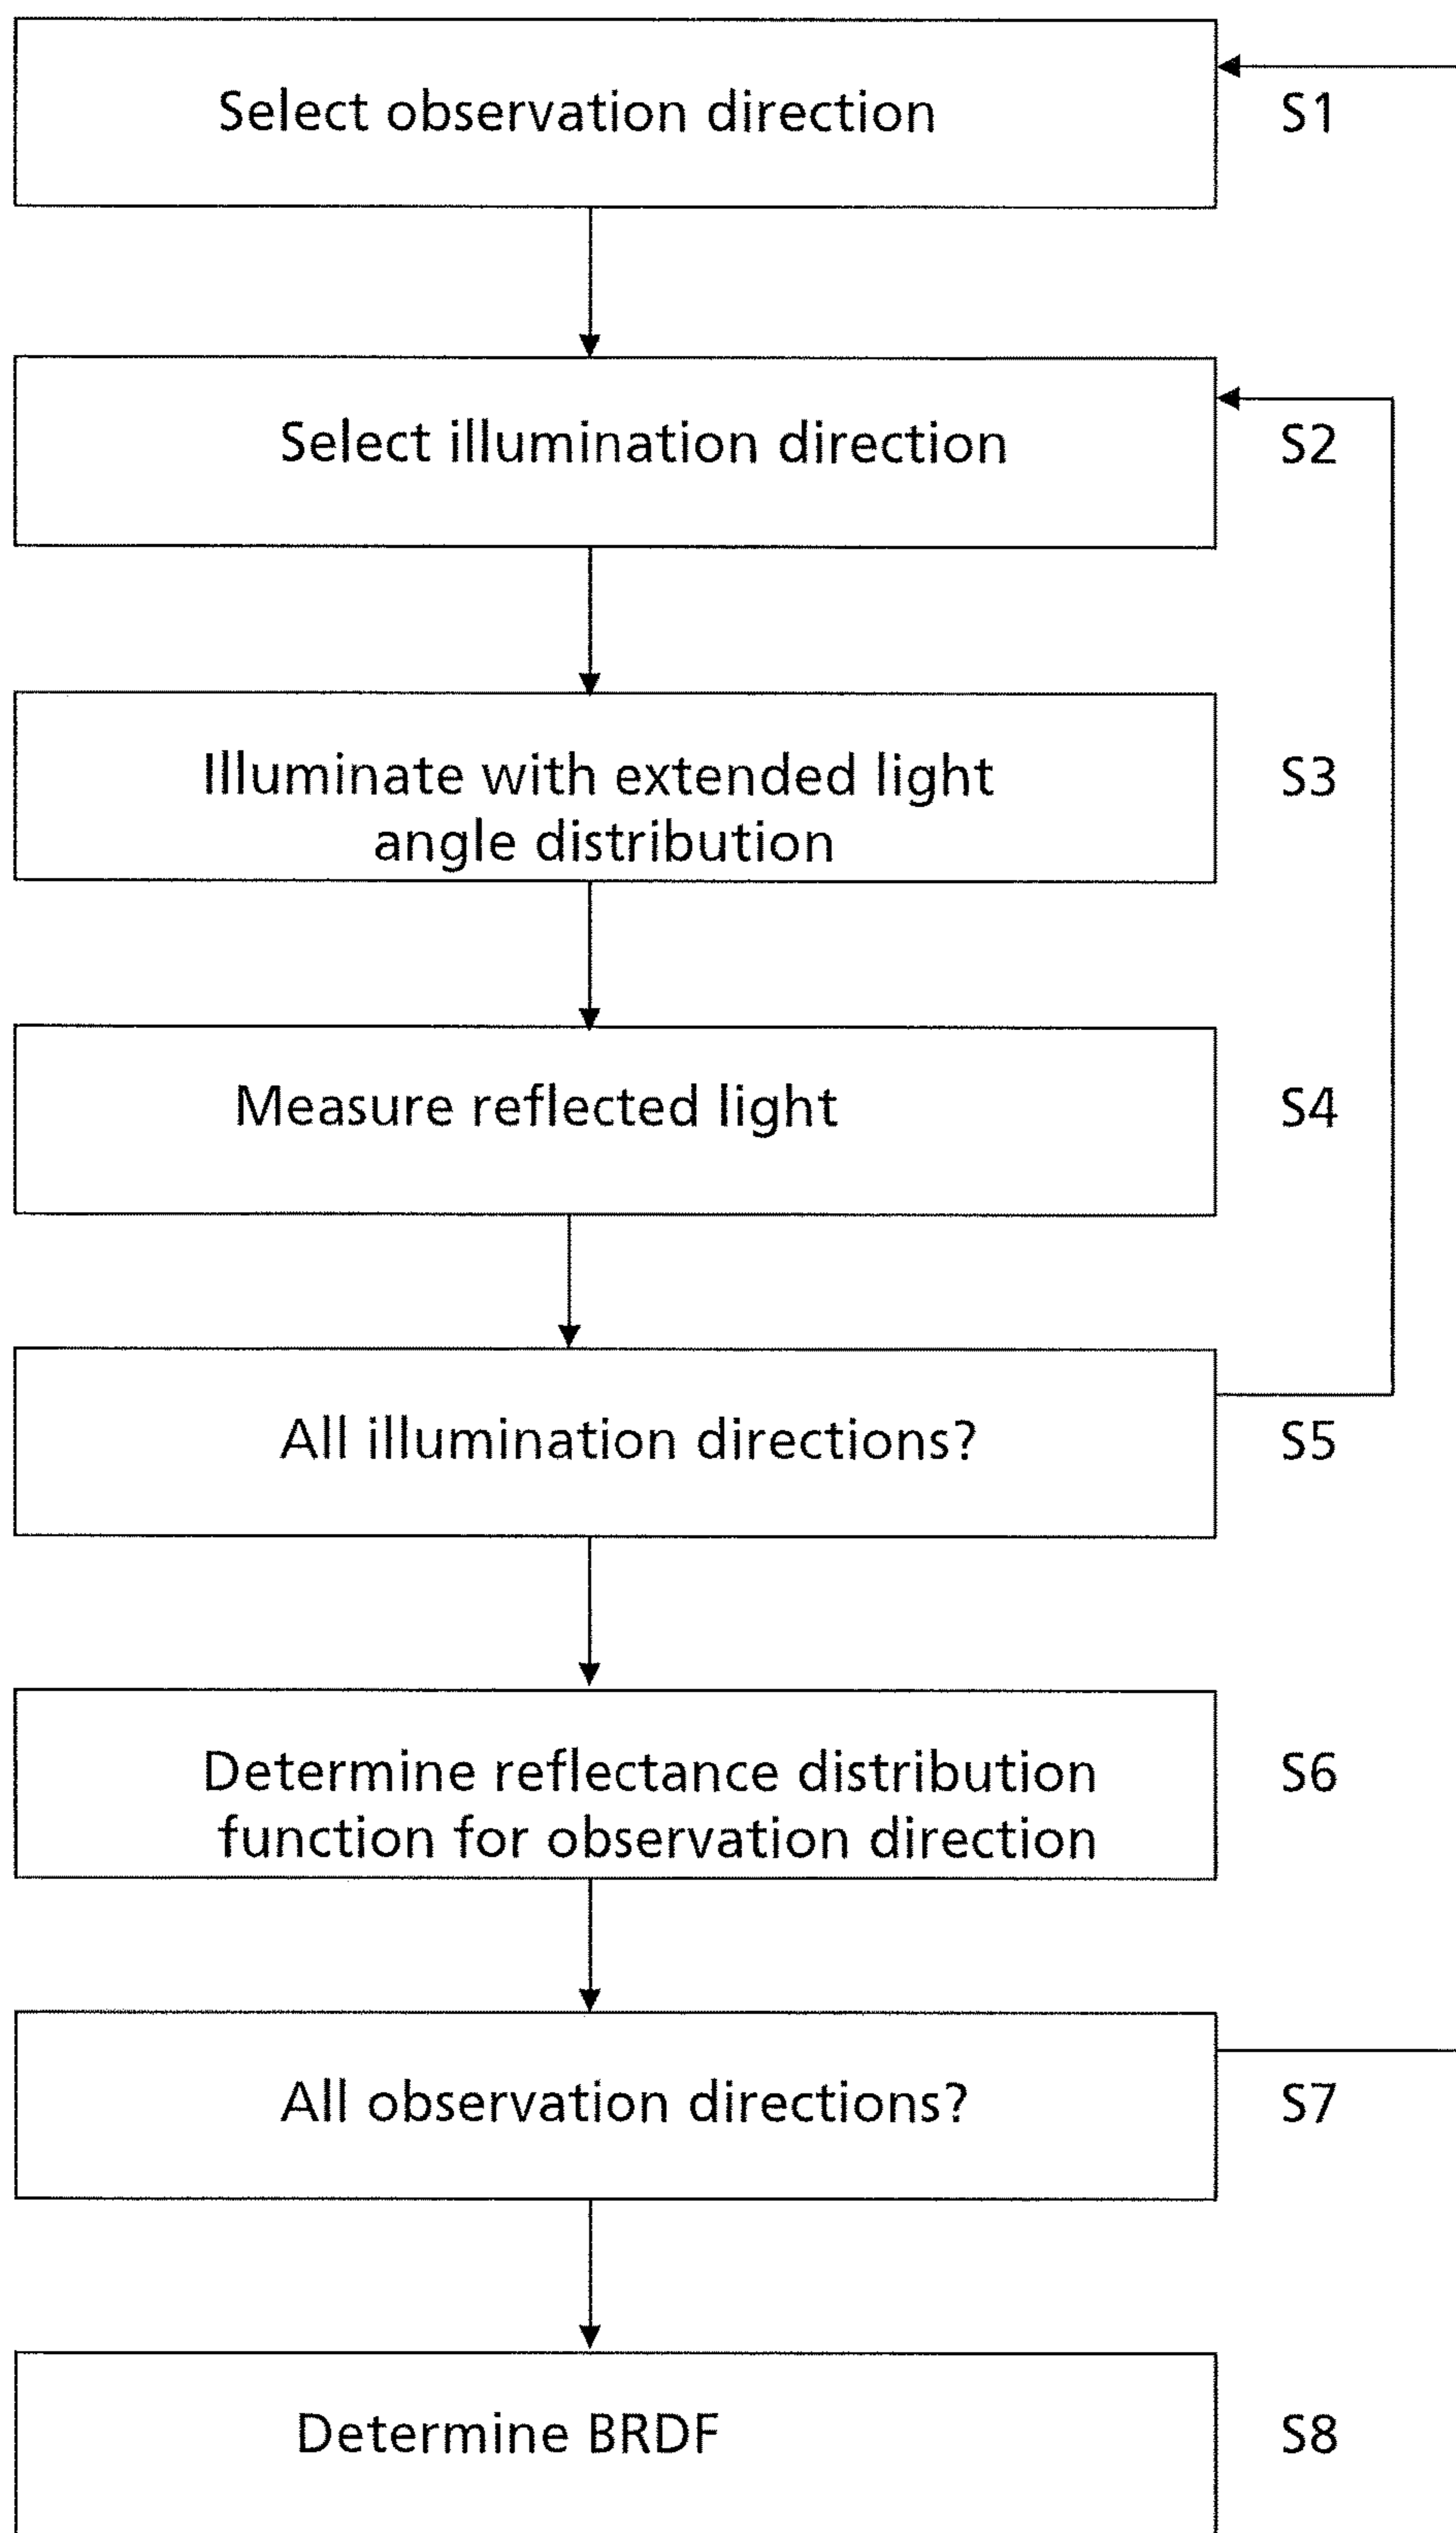 Select observation direction S1
Select illumination direction S2
Illuminate with extended light S3
angle distribution
Measure reflected light S4
All illumination directions? S5
Determine reflectance distribution S6
function for observation direction
All observation directions? S7
Determine BRDF S8